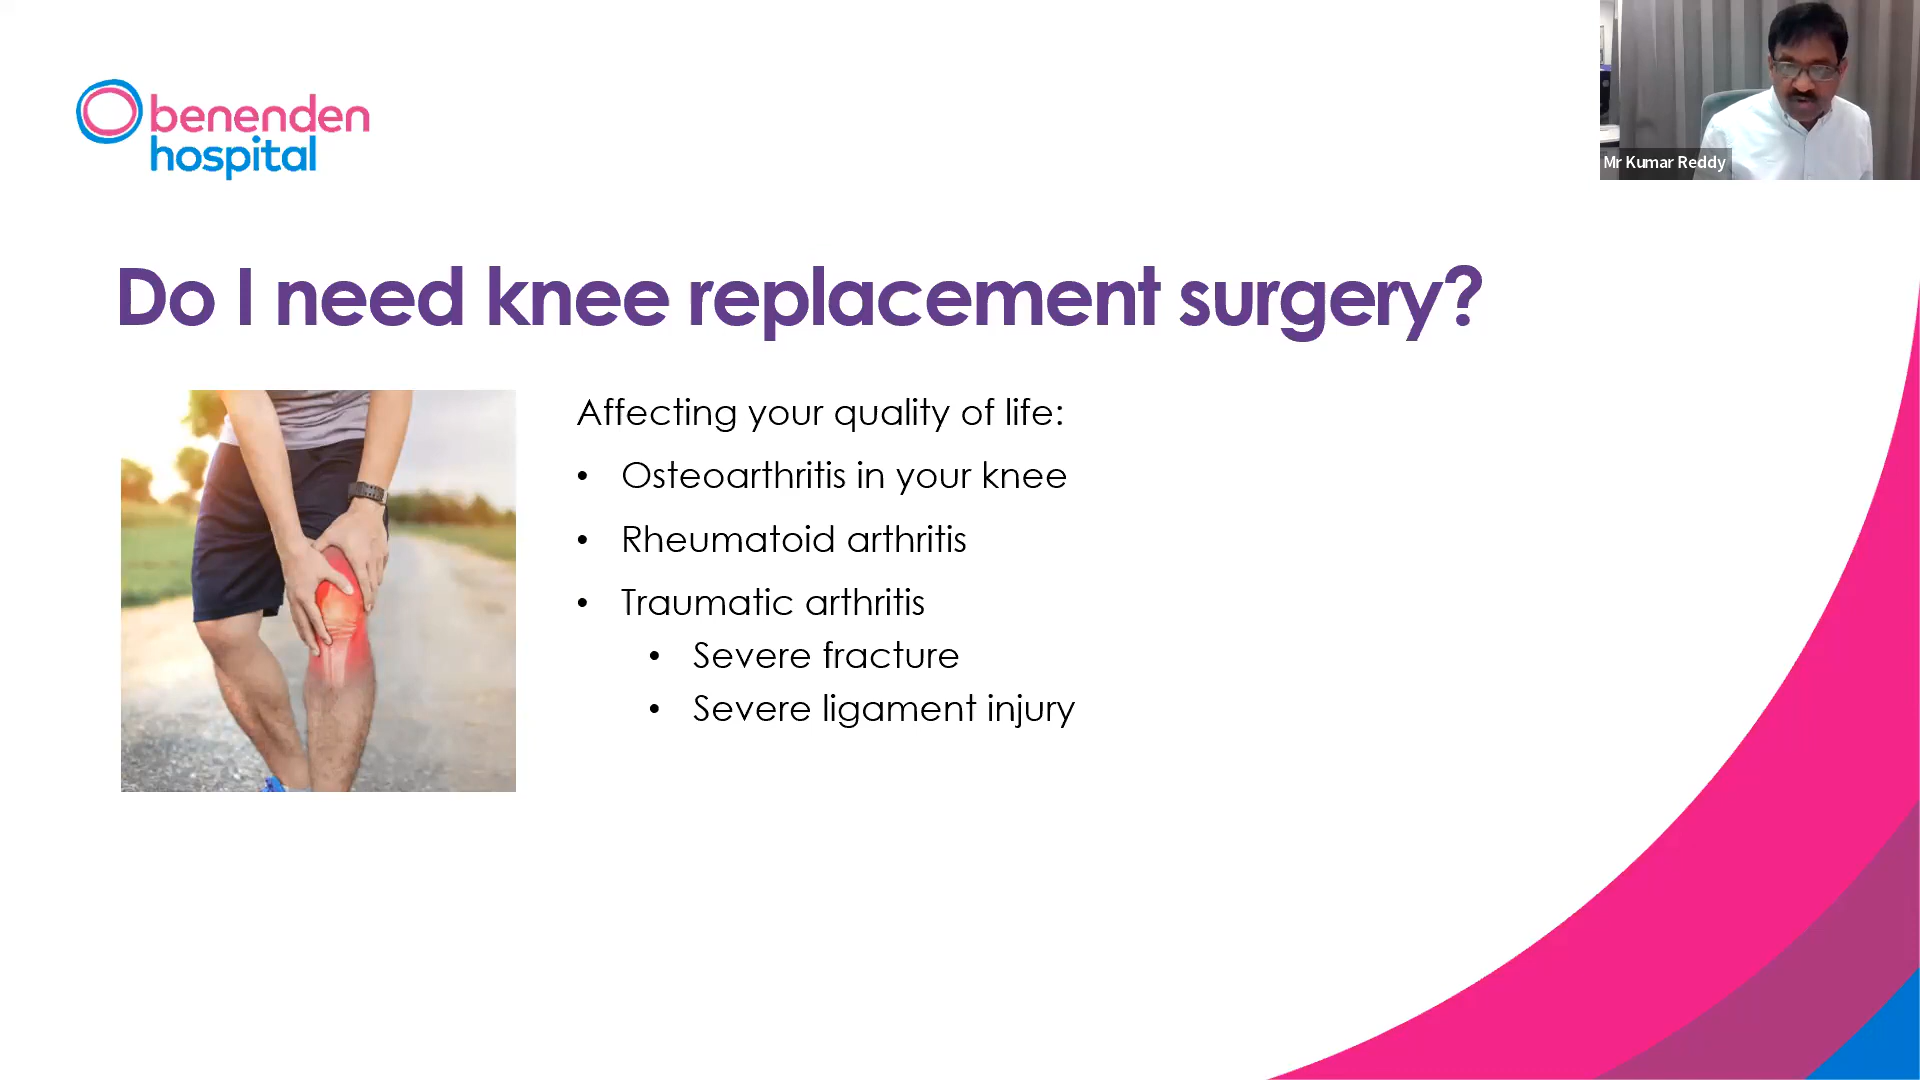 benenden
hospital
Mr Kumar Reddy
Do I need knee replacement surgery?
Affecting your quality of life:
• Osteoarthritis in your knee
• Rheumatoid arthritis
• Traumatic arthritis
• Severe fracture
• Severe ligament injury